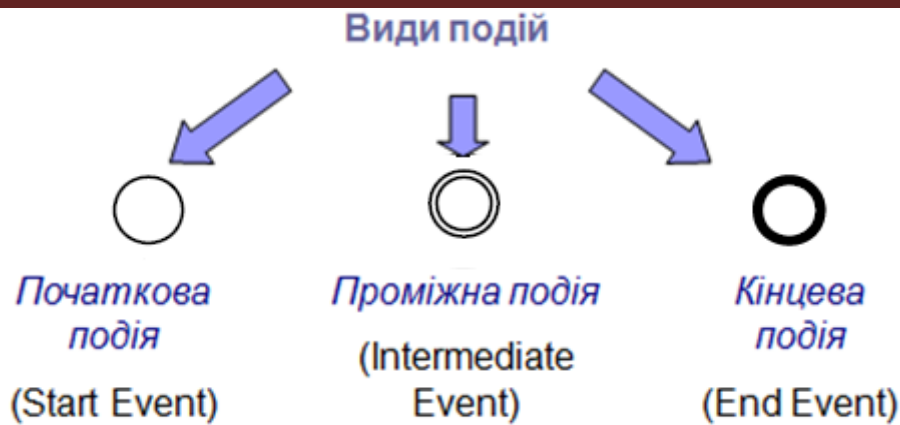 Види подій
Початкова
подія
(Start Event)
Проміжна подія
(Intermediate
Event)
Кінцева
подія
(End Event)